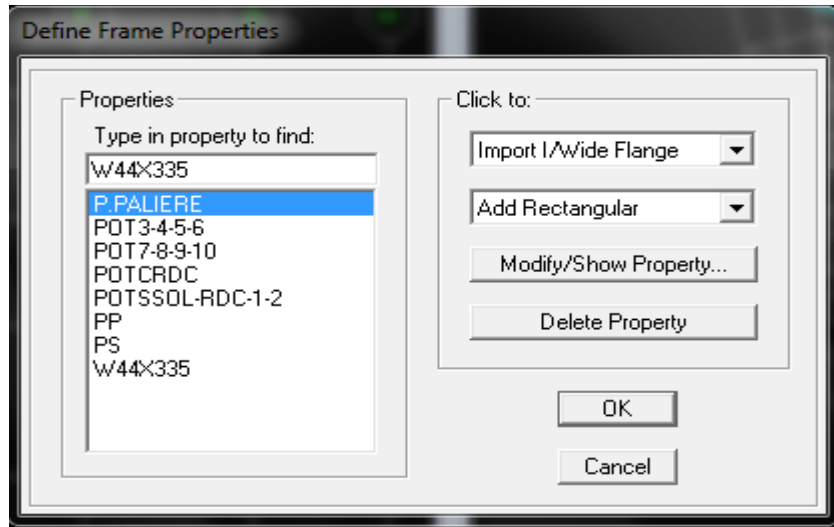 Define Frame Properties
Properties
Type in property to find:
W44X335
P.PALIERE
POT3-4-5-6
POT7-8-9-10
POTCRDC
POTSSOL-RDC-1-2
PP
PS
W44X335
Click to:
Import I/Wide Flange
Add Rectangular
Modify/Show Property...
Delete Property
OK
Cancel